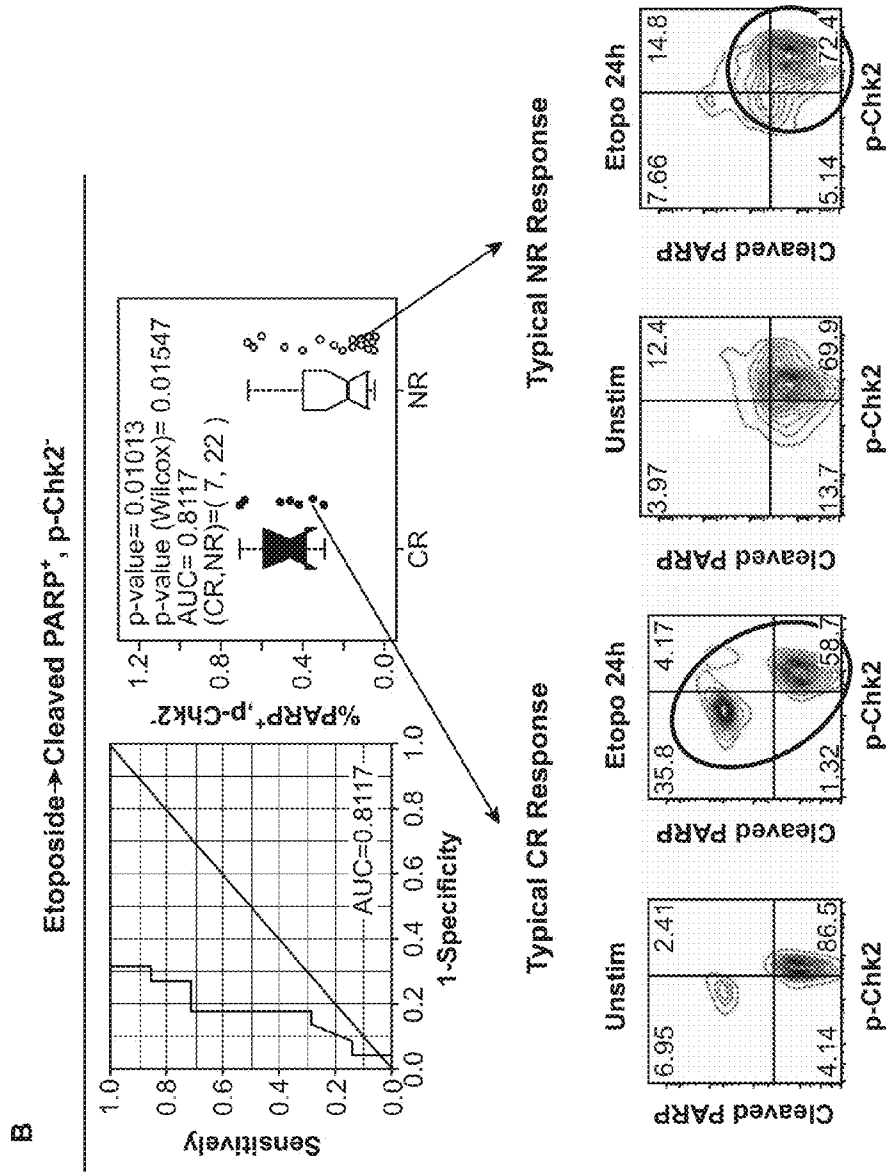 B
Etoposide→Cleaved PARP⁺, p-Chk2⁻
Sensitively
1.0
0.8
0.6
0.4
0.2
0.0
0.0
0.2
0.4
0.6
0.8
1.0
AUC=0.8117
1-Specificity
%PARP⁺,p-Chk2⁻
1.2
0.8
0.4
0.0
p-value= 0.01013
p-value (Wilcox)= 0.01547
AUC= 0.8117
(CR,NR)=( 7, 22 )
CR
NR
Typical CR Response
Typical NR Response
Unstim
Cleaved PARP
6.95
2.41
4.14
86.5
p-Chk2
Etopo 24h
Cleaved PARP
35.8
4.17
1.32
58.7
p-Chk2
Unstim
Cleaved PARP
3.97
12.4
13.7
69.9
p-Chk2
Etopo 24h
Cleaved PARP
7.66
14.8
5.14
72.4
p-Chk2